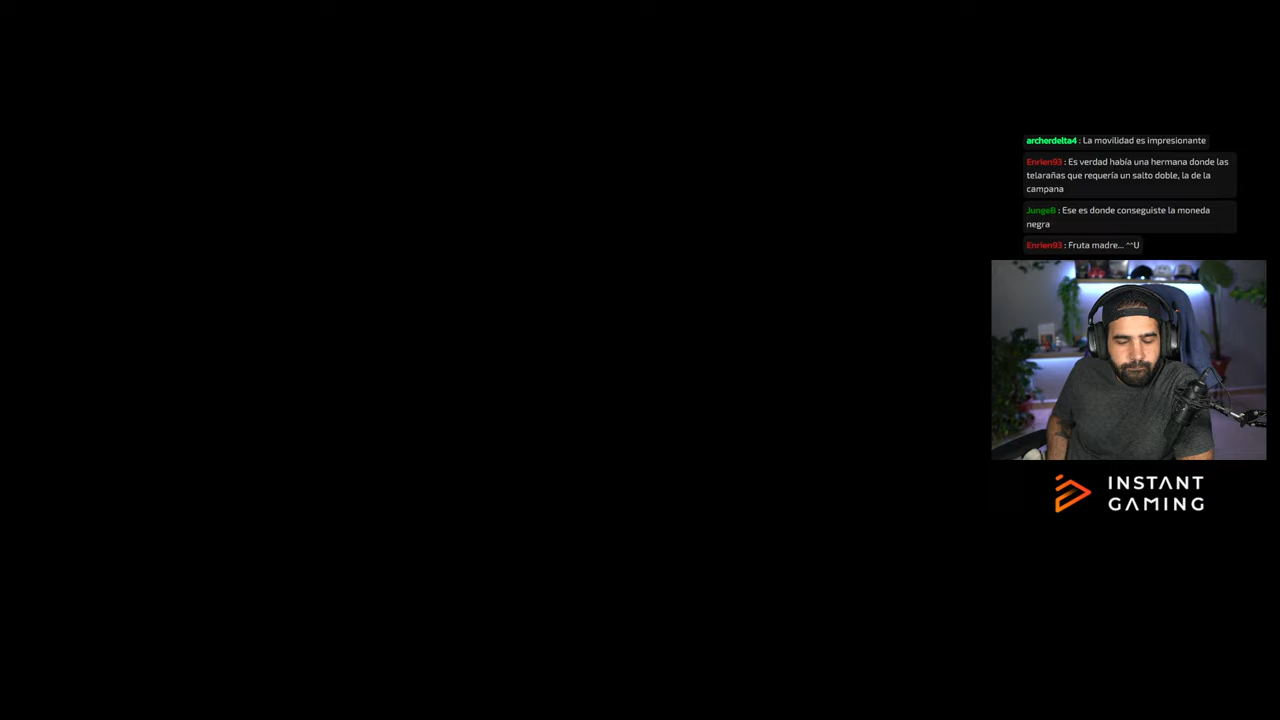 archerdelta4 : La movilidad es impresionante
Enrien93 : Es verdad había una hermana donde las
telarañas que requería un salto doble, la de la
campana
JungeB : Ese es donde conseguiste la moneda
negra
Enrien93 : Fruta madre... ^^U
INSTANT
GAMING